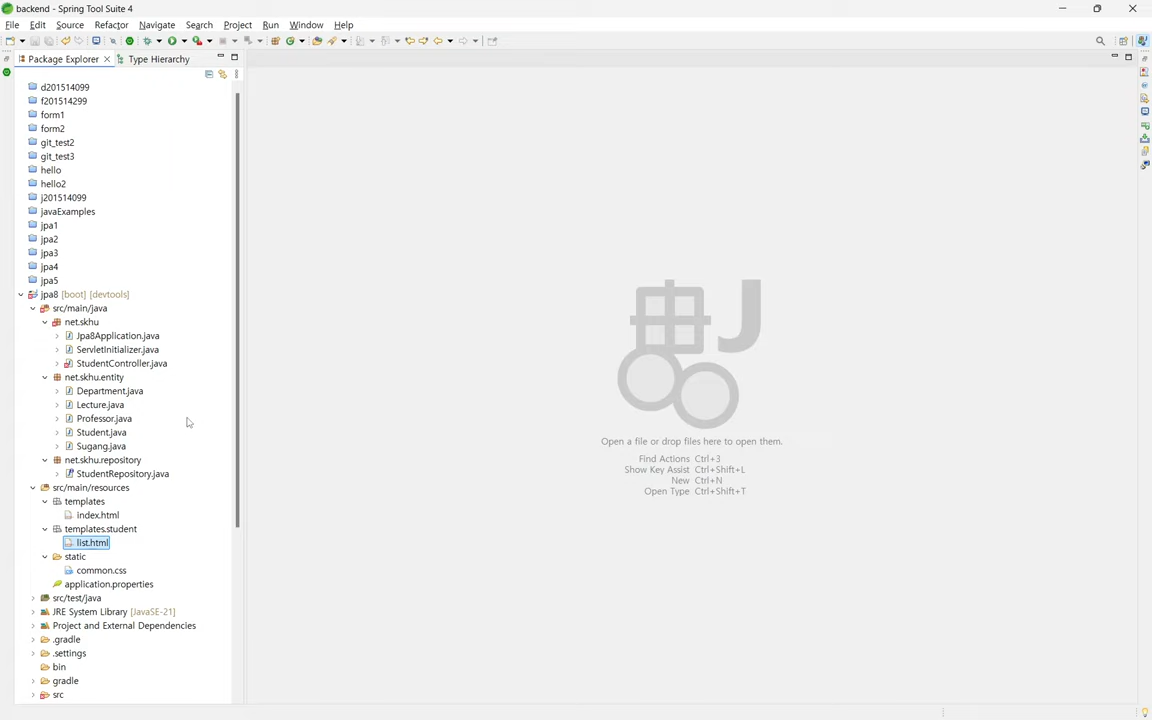 backend - Spring Tool Suite 4
File Edit Source Refactor Navigate Search Project Run Window Help
Package Explorer Type Hierarchy
d201514099
f201514299
form1
form2
git_test2
git_test3
hello
hello2
j201514099
javaExamples
jpa1
jpa2
jpa3
jpa4
jpa5
jpa8 [boot] [devtools]
src/main/java
net.skhu
Jpa8Application.java
ServletInitializer.java
StudentController.java
net.skhu.entity
Department.java
Lecture.java
Professor.java
Student.java
Sugang.java
net.skhu.repository
StudentRepository.java
src/main/resources
templates
index.html
templates.student
list.html
static
common.css
application.properties
src/test/java
JRE System Library [JavaSE-21]
Project and External Dependencies
.gradle
.settings
bin
gradle
src
Open a file or drop files here to open them.
Find Actions Ctrl+3
Show Key Assist Ctrl+Shift+L
New Ctrl+N
Open Type Ctrl+Shift+T